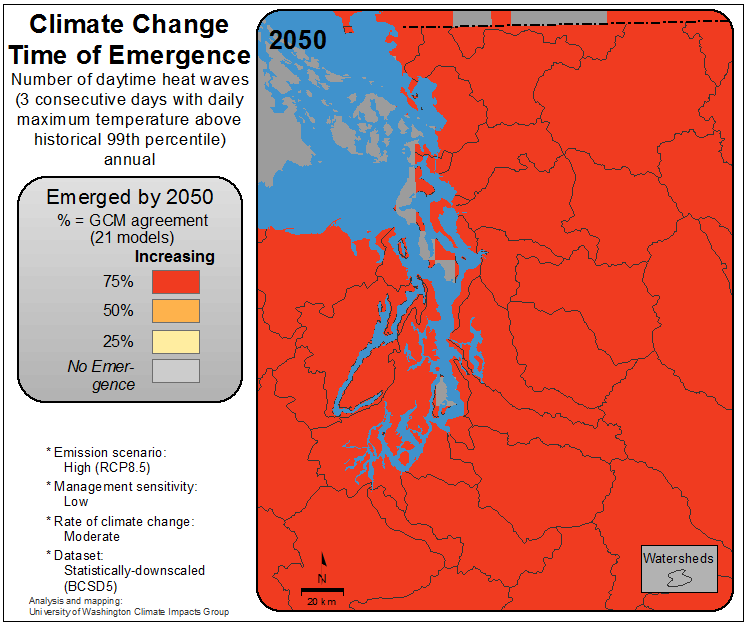 Climate Change
Time of Emergence
Number of daytime heat waves
(3 consecutive days with daily
maximum temperature above
historical 99th percentile)
annual
Emerged by 2050
% = GCM agreement
(21 models)
Increasing
75%
50%
25%
No Emer-
gence
* Emission scenario:
High (RCP8.5)
* Management sensitivity:
Low
* Rate of climate change:
Moderate
* Dataset:
Statistically-downscaled
(BCSD5)
Analysis and mapping:
University of Washington Climate Impacts Group
2050
N
20 km
Watersheds